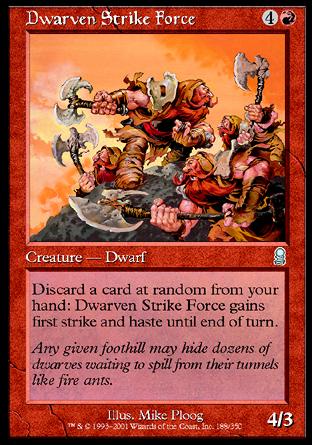 Dwarven Strike Force 4
Creature — Dwarf
Discard a card at random from your
hand: Dwarven Strike Force gains
first strike and haste until end of turn.
Any given foothill may hide dozens of
dwarves waiting to spill from their tunnels
like fire ants.
Illus. Mike Ploog
4/3
™ & © 1993–2001 Wizards of the Coast, Inc. 188/350